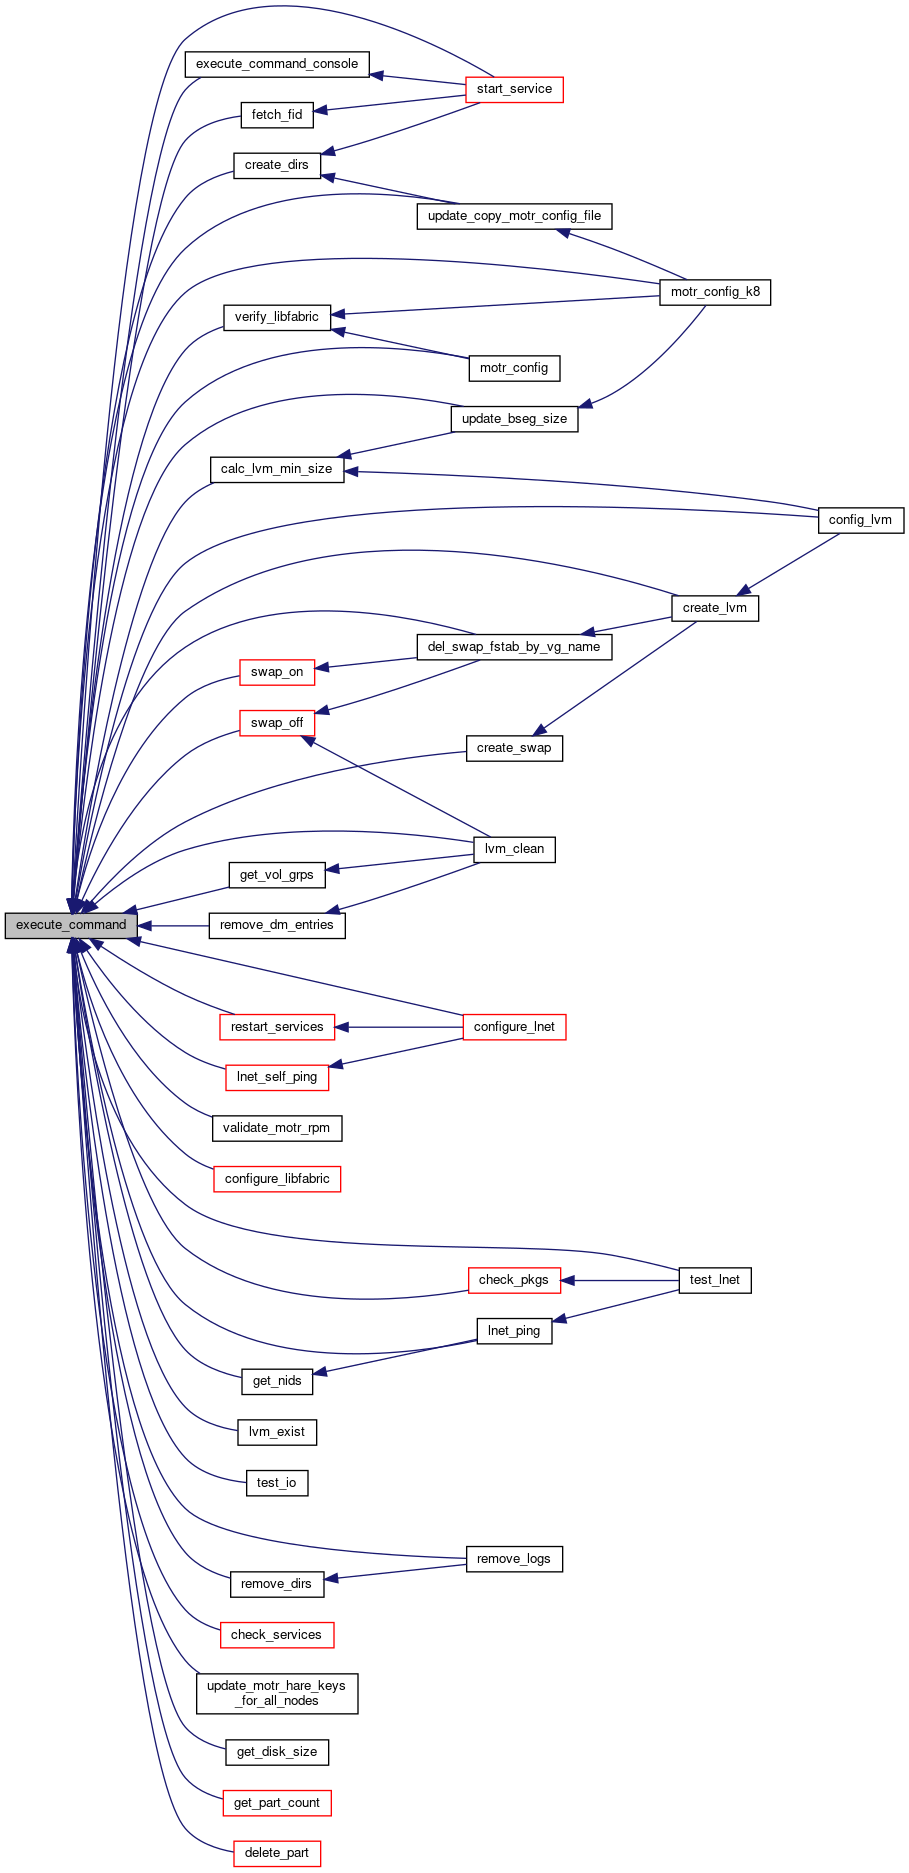 execute_command_console
start_service
fetch_fid
create_dirs
update_copy_motr_config_file
motr_config_k8
verify_libfabric
motr_config
update_bseg_size
calc_lvm_min_size
config_lvm
create_lvm
del_swap_fstab_by_vg_name
swap_on
swap_off
create_swap
lvm_clean
get_vol_grps
execute_command
remove_dm_entries
restart_services
configure_lnet
lnet_self_ping
validate_motr_rpm
configure_libfabric
check_pkgs
test_lnet
lnet_ping
get_nids
lvm_exist
test_io
remove_logs
remove_dirs
check_services
update_motr_hare_keys
_for_all_nodes
get_disk_size
get_part_count
delete_part